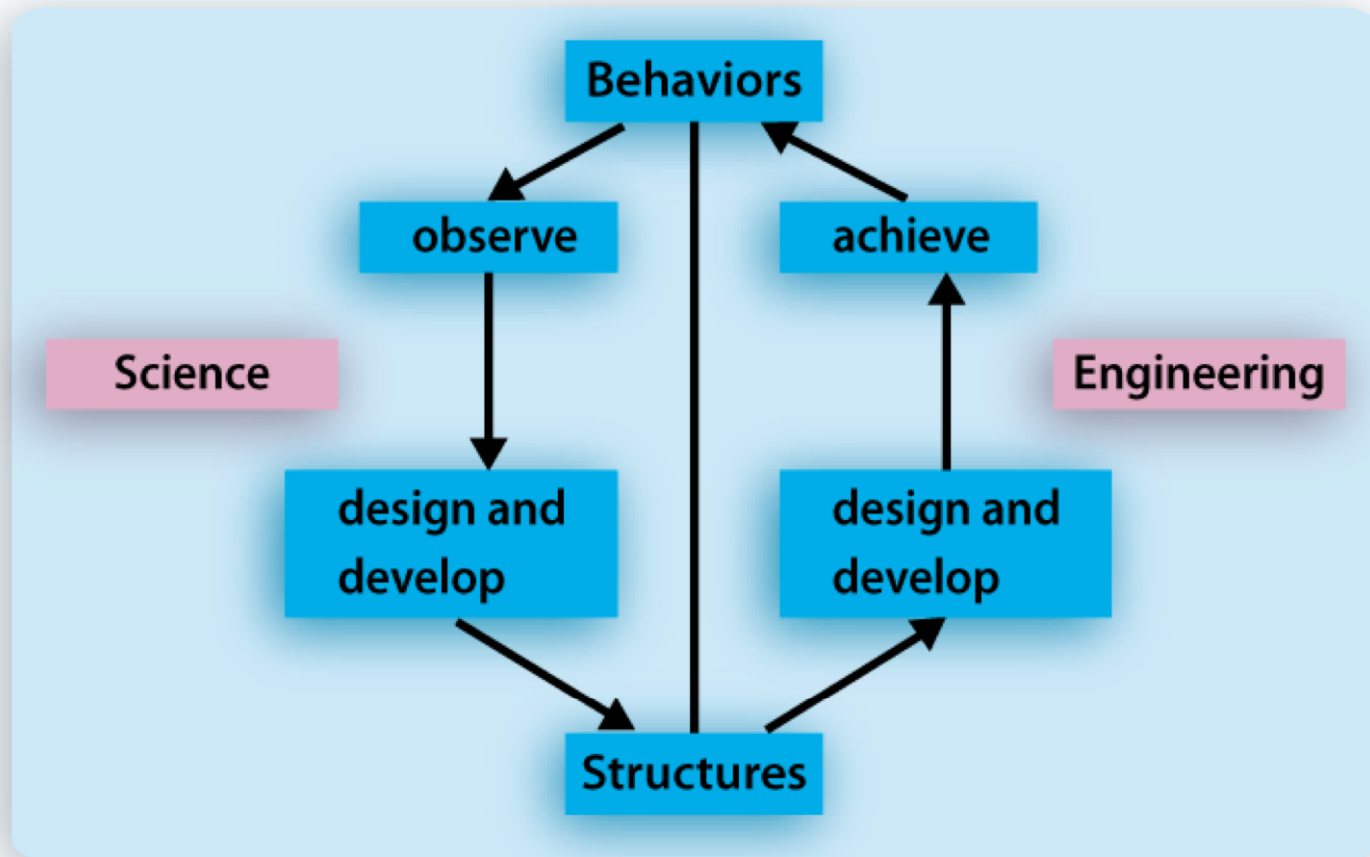 Behaviors
observe
achieve
Science
Engineering
design and
develop
design and
develop
Structures